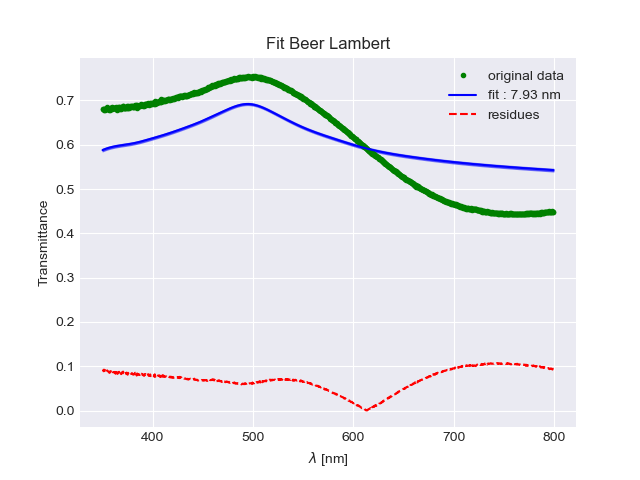 Fit Beer Lambert
original data
fit : 7.93 nm
residues
Transmittance
0.7
0.6
0.5
0.4
0.3
0.2
0.1
0.0
400 500 600 700 800
λ [nm]